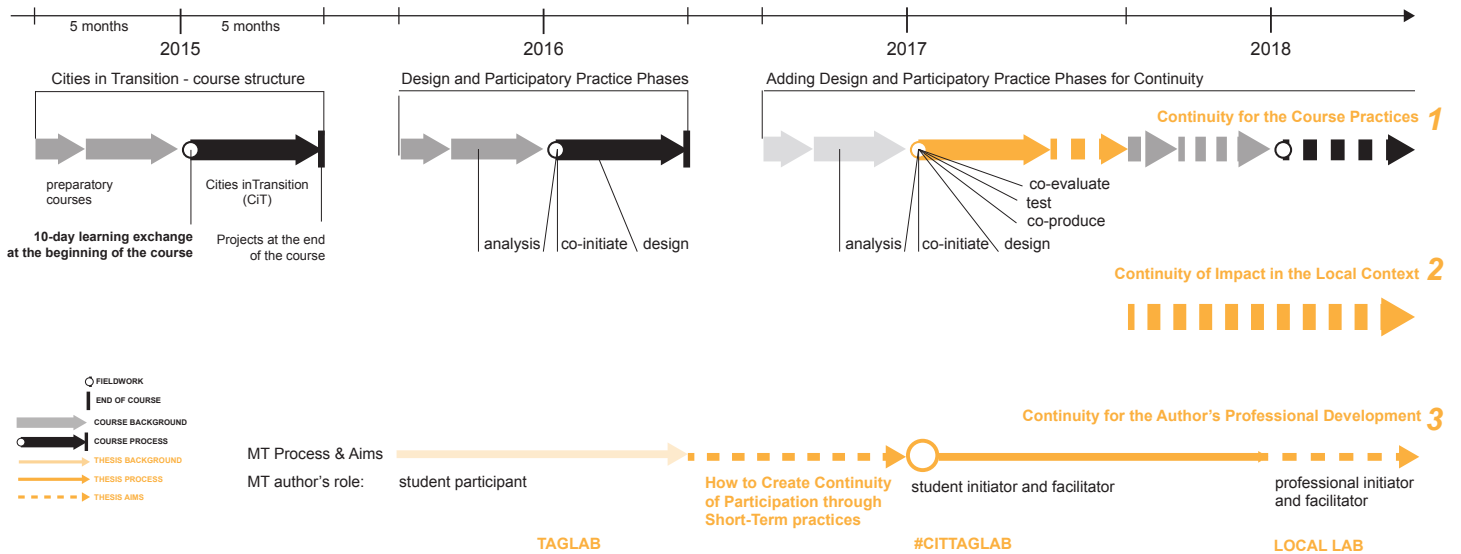 5 months
5 months
2015
2016
2017
2018
Cities in Transition - course structure
Design and Participatory Practice Phases
Adding Design and Participatory Practice Phases for Continuity
Continuity for the Course Practices 1
preparatory
courses
Cities inTransition
(CiT)
10-day learning exchange
at the beginning of the course
Projects at the end
of the course
analysis
co-initiate
design
co-evaluate
test
co-produce
analysis
co-initiate
design
Continuity of Impact in the Local Context 2
FIELDWORK
END OF COURSE
COURSE BACKGROUND
COURSE PROCESS
THESIS BACKGROUND
THESIS PROCESS
THESIS AIMS
Continuity for the Author's Professional Development 3
MT Process & Aims
MT author's role:
student participant
How to Create Continuity
of Participation through
Short-Term practices
student initiator and facilitator
professional initiator
and facilitator
TAGLAB
#CITTAGLAB
LOCAL LAB